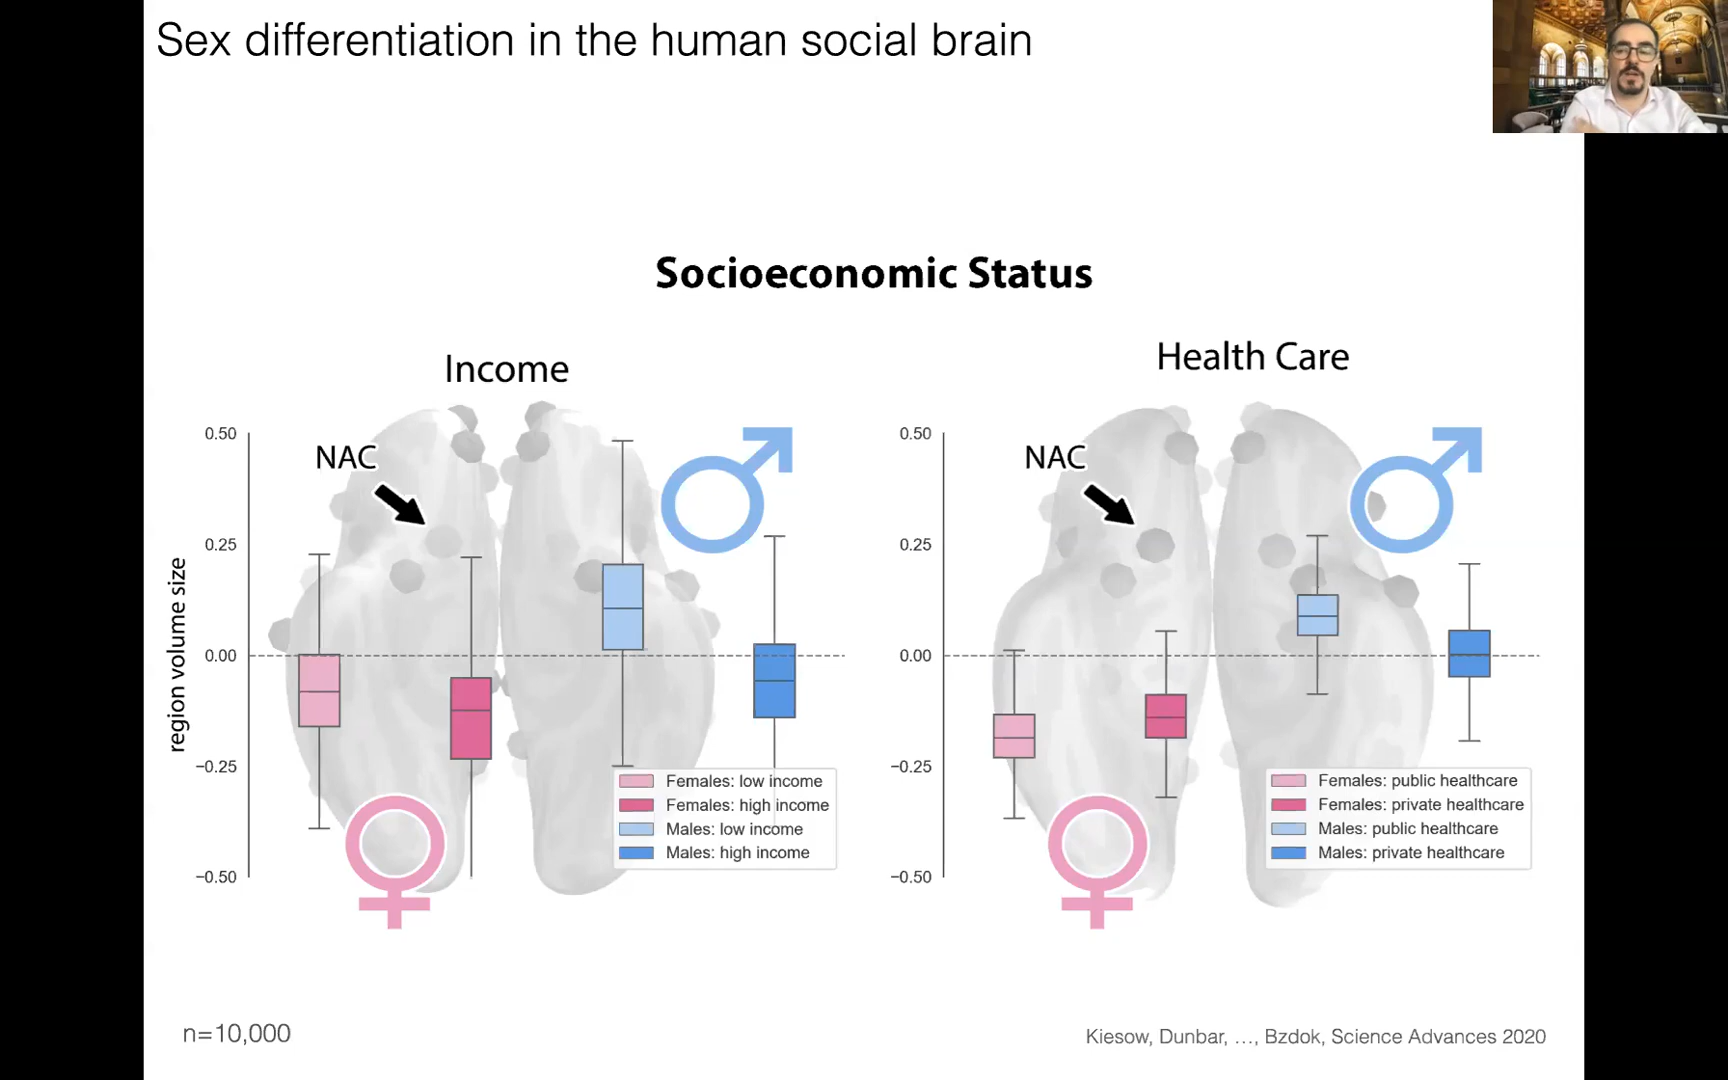 Sex differentiation in the human social brain
Socioeconomic Status
Income
Health Care
region volume size
0.50
0.25
0.00
−0.25
−0.50
NAC
Females: low income
Females: high income
Males: low income
Males: high income
0.50
0.25
0.00
−0.25
−0.50
NAC
Females: public healthcare
Females: private healthcare
Males: public healthcare
Males: private healthcare
n=10,000
Kiesow, Dunbar, ..., Bzdok, Science Advances 2020